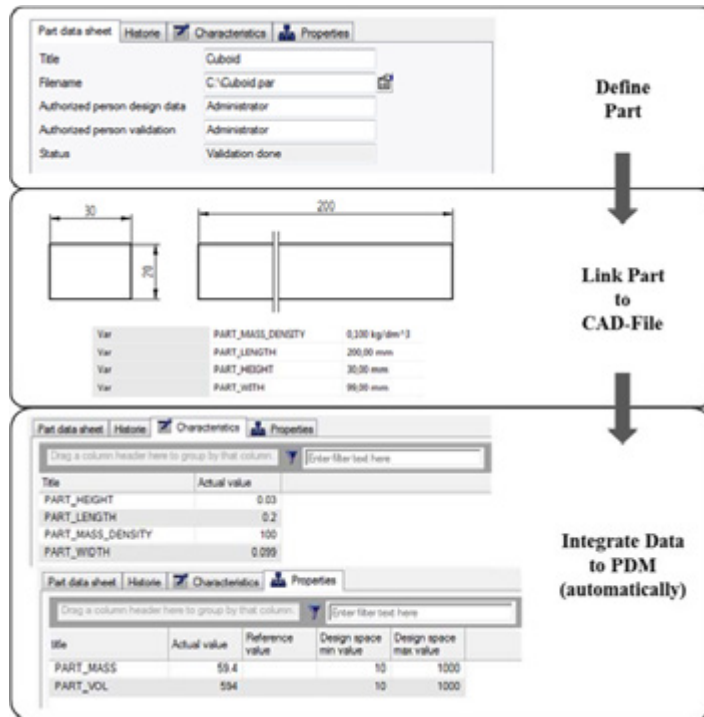 Part data sheet Historie Characteristics Properties
Title Cuboid
Filename C:\Cuboid.par
Authorized person design data Administrator
Authorized person validation Administrator
Status Validation done
Define
Part
30
200
20
Var PART_MASS_DENSITY 0,100 kg/dm^3
Var PART_LENGTH 200,00 mm
Var PART_HEIGHT 30,00 mm
Var PART_WITH 99,00 mm
Link Part
to
CAD-File
Part data sheet Historie Characteristics Properties
Drag a column header here to group by that column. Enter filter text here
Title Actual value
PART_HEIGHT 0.03
PART_LENGTH 0.2
PART_MASS_DENSITY 100
PART_WIDTH 0.099
Integrate Data
to PDM
(automatically)
Part data sheet Historie Characteristics Properties
Drag a column header here to group by that column. Enter filter text here
title Actual value Reference value Design space min value Design space max value
PART_MASS 59.4 10 1000
PART_VOL 594 10 1000